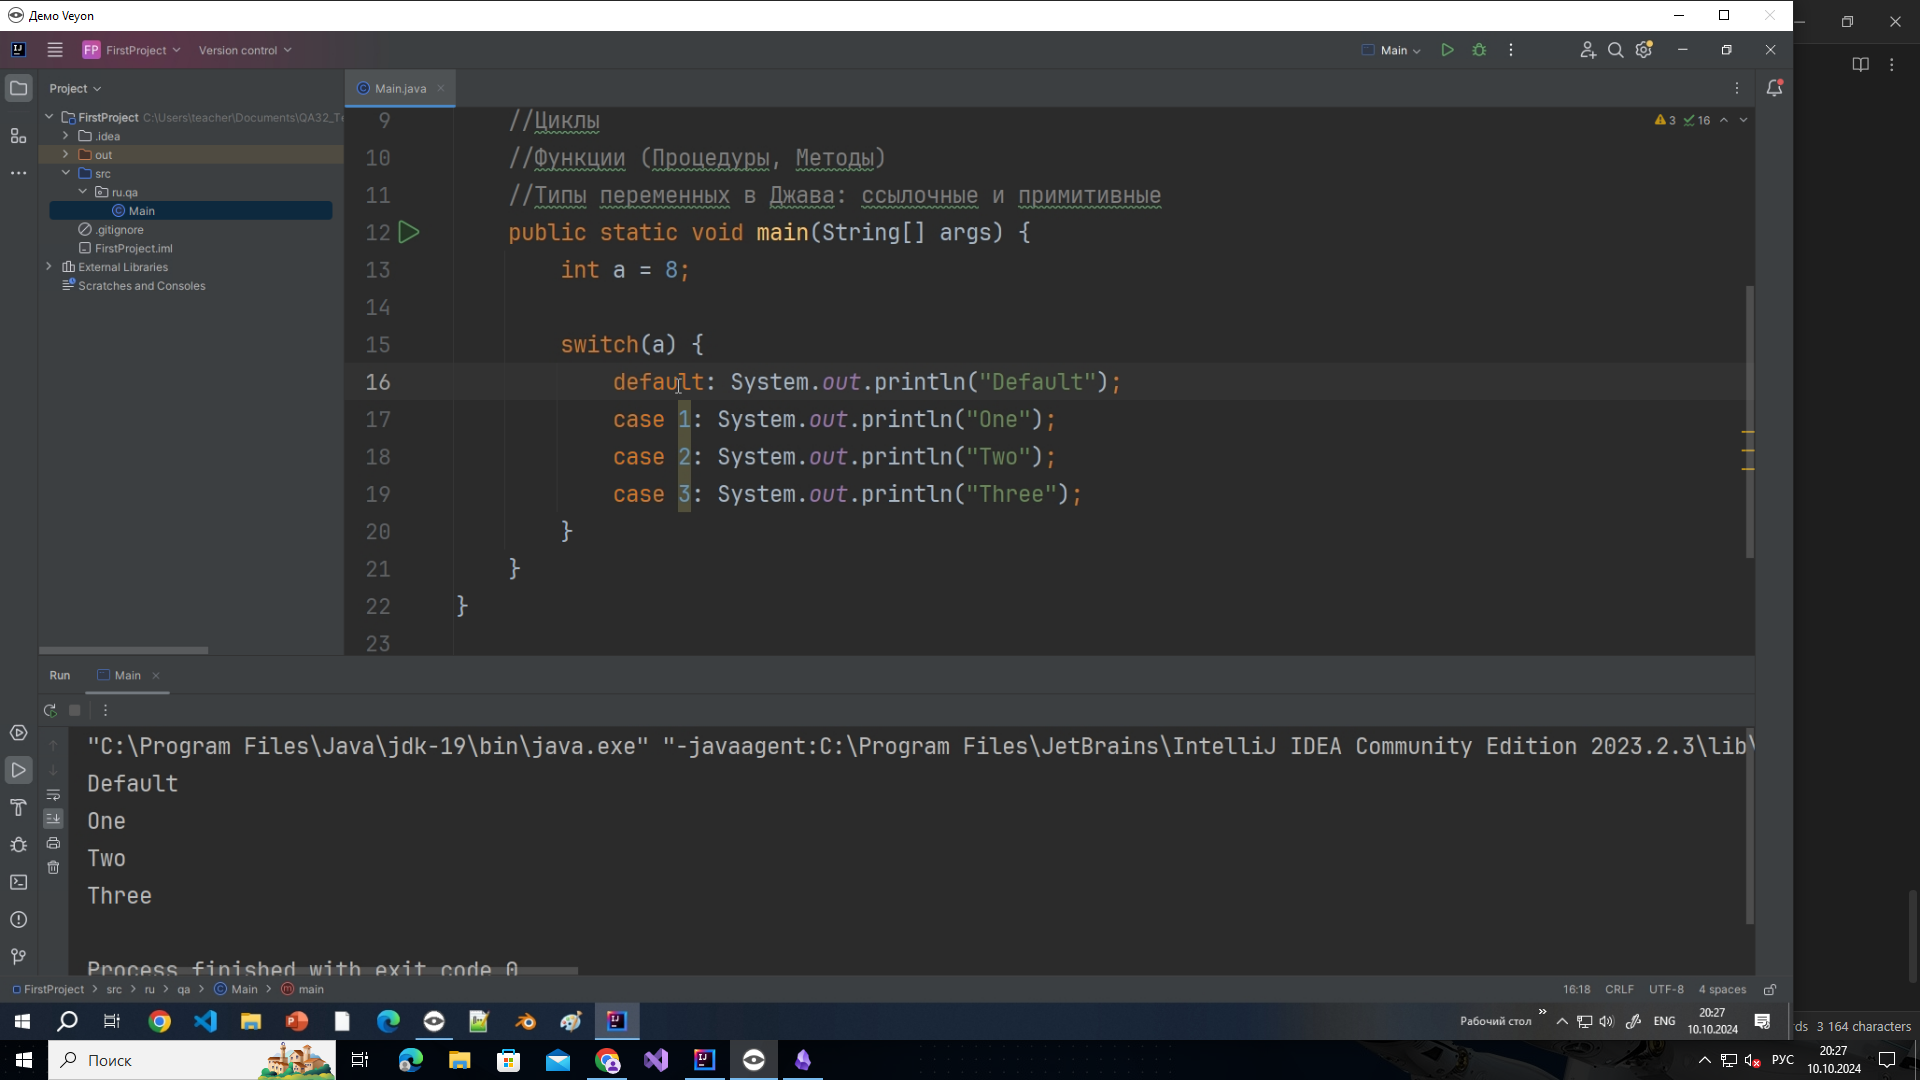 Демо Veyon
FP FirstProject Version control Main
Project
Main.java
FirstProject C:\Users\teacher\Documents\QA32_Te
.idea
out
src
ru.qa
Main
.gitignore
FirstProject.iml
External Libraries
Scratches and Consoles
3 16
9 //Циклы
10 //Функции (Процедуры, Методы)
11 //Типы переменных в Джава: ссылочные и примитивные
12 public static void main(String[] args) {
13 int a = 8;
14
15 switch(a) {
16 default: System.out.println("Default");
17 case 1: System.out.println("One");
18 case 2: System.out.println("Two");
19 case 3: System.out.println("Three");
20 }
21 }
22 }
23
Run Main
"C:\Program Files\Java\jdk-19\bin\java.exe" "-javaagent:C:\Program Files\JetBrains\IntelliJ IDEA Community Edition 2023.2.3\lib\
Default
One
Two
Three
Process finished with exit code 0
FirstProject > src > ru > qa > Main > main
16:18 CRLF UTF-8 4 spaces
Рабочий стол » ENG 20:27
10.10.2024
rds 3 164 characters
Поиск
РУС 20:27
10.10.2024